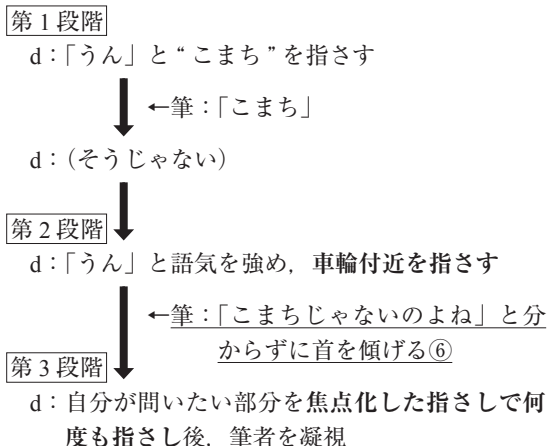 第1段階
d：「うん」と“こまち”を指さす
←筆：「こまち」
d：（そうじゃない）
第2段階
d：「うん」と語気を強め，車輪付近を指さす
←筆：「こまちじゃないのよね」と分
からずに首を傾げる⑥
第3段階
d：自分が問いたい部分を焦点化した指さしで何
度も指さし後，筆者を凝視